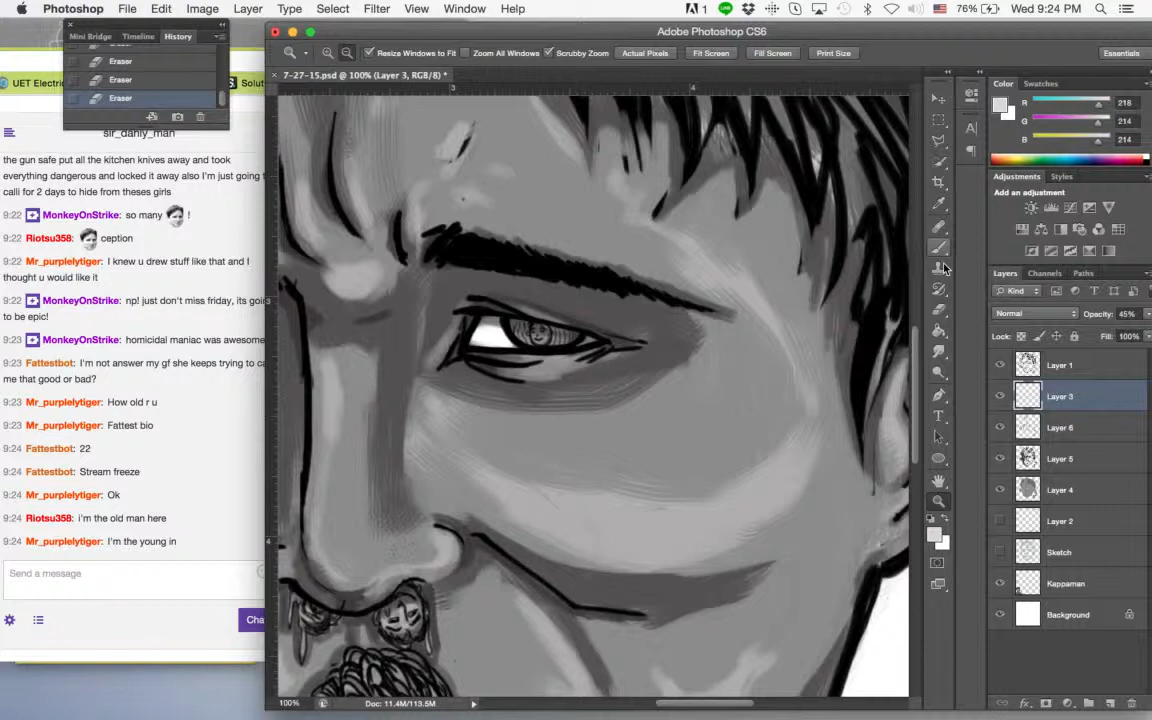 Photoshop File Edit Image Layer Type Select Filter View Window Help
1 76% Wed 9:24 PM
Mini Bridge Timeline History
Eraser
Eraser
Eraser
UET Electri
Solut
sir_danly_man
the gun safe put all the kitchen knives away and took
everything dangerous and locked it away also I'm just going t
calli for 2 days to hide from theses girls
9:22 MonkeyOnStrike: so many !
9:22 Riotsu358: ception
9:22 Mr_purplelytiger: I knew u drew stuff like that and I
thought u would like it
9:22 MonkeyOnStrike: np! just don't miss friday, its goi
to be epic!
9:23 MonkeyOnStrike: homicidal maniac was awesome
9:23 Fattestbot: I'm not answer my gf she keeps trying to ca
me that good or bad?
9:23 Mr_purplelytiger: How old r u
9:23 Mr_purplelytiger: Fattest bio
9:24 Fattestbot: 22
9:24 Fattestbot: Stream freeze
9:24 Mr_purplelytiger: Ok
9:24 Riotsu358: i'm the old man here
9:24 Mr_purplelytiger: I'm the young in
Send a message
Cha
Adobe Photoshop CS6
Resize Windows to Fit Zoom All Windows Scrubby Zoom Actual Pixels Fit Screen Fill Screen Print Size Essentials
7-27-15.psd @ 100% (Layer 3, RGB/8) *
3 4
3
4
100% Doc: 11.4M/113.5M
Color Swatches
R 218
G 214
B 214
Adjustments Styles
Add an adjustment
Layers Channels Paths
Kind
Normal Opacity: 45%
Lock: Fill: 100%
Layer 1
Layer 3
Layer 6
Layer 5
Layer 4
Layer 2
Sketch
Kappaman
Background